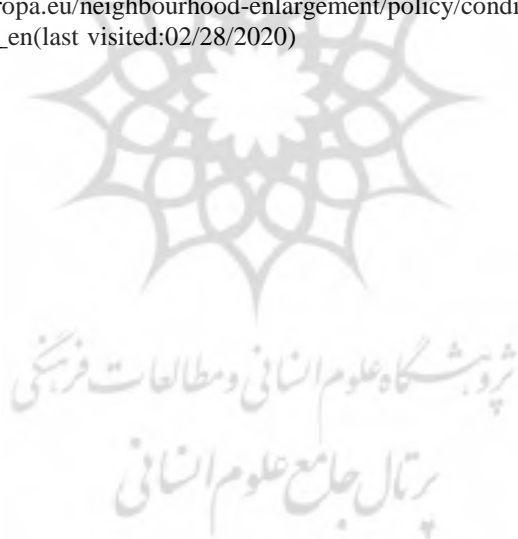 ropa.eu/neighbourhood-enlargement/policy/condi
_en(last visited:02/28/2020)
پژوهشگاه علوم انسانی و مطالعات فرهنگی
پرتال جامع علوم انسانی